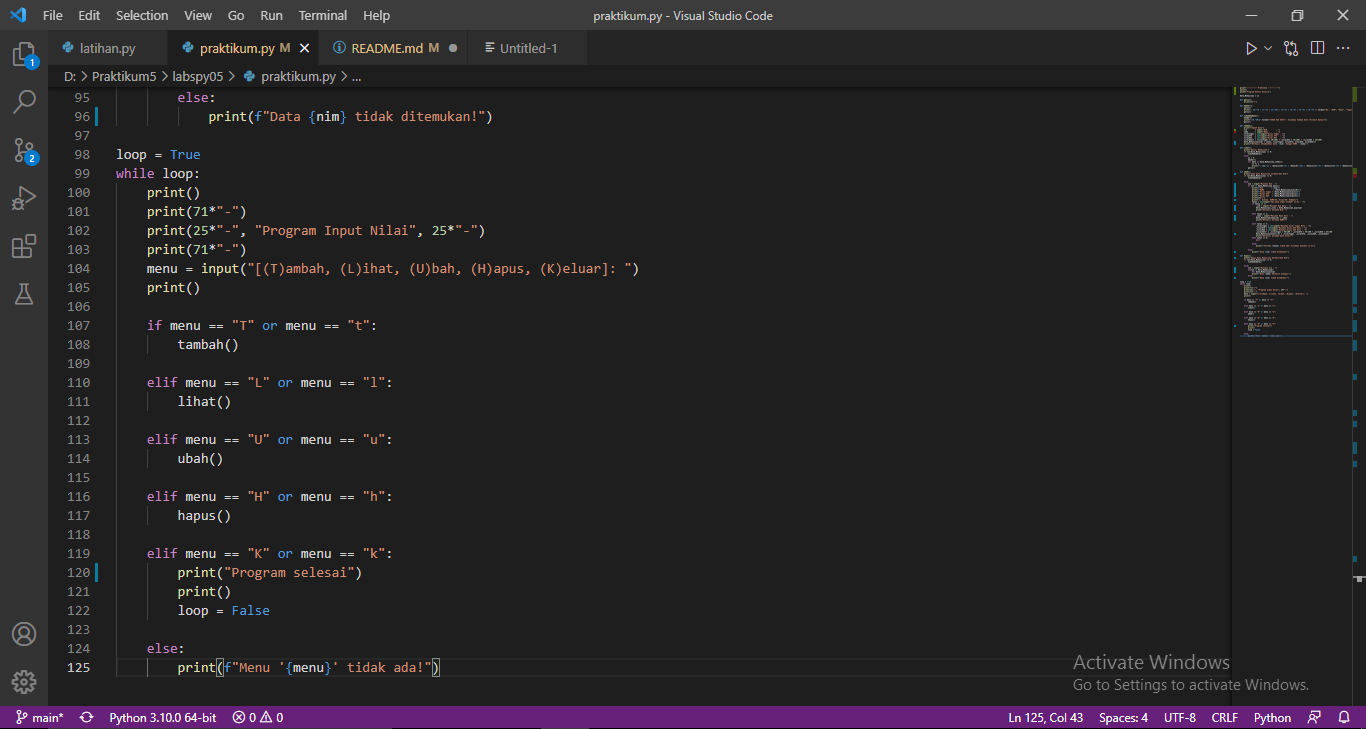 File Edit Selection View Go Run Terminal Help praktikum.py - Visual Studio Code
latihan.py praktikum.py M README.md M Untitled-1
D: > Praktikum5 > labspy05 > praktikum.py > ...
1
2
95 else:
96 print(f"Data {nim} tidak ditemukan!")
97
98 loop = True
99 while loop:
100 print()
101 print(71*"-")
102 print(25*"-", "Program Input Nilai", 25*"-")
103 print(71*"-")
104 menu = input("[(T)ambah, (L)ihat, (U)bah, (H)apus, (K)eluar]: ")
105 print()
106
107 if menu == "T" or menu == "t":
108 tambah()
109
110 elif menu == "L" or menu == "l":
111 lihat()
112
113 elif menu == "U" or menu == "u":
114 ubah()
115
116 elif menu == "H" or menu == "h":
117 hapus()
118
119 elif menu == "K" or menu == "k":
120 print("Program selesai")
121 print()
122 loop = False
123
124 else:
125 print(f"Menu '{menu}' tidak ada!")
Activate Windows
Go to Settings to activate Windows.
main* Python 3.10.0 64-bit 0 0 Ln 125, Col 43 Spaces: 4 UTF-8 CRLF Python